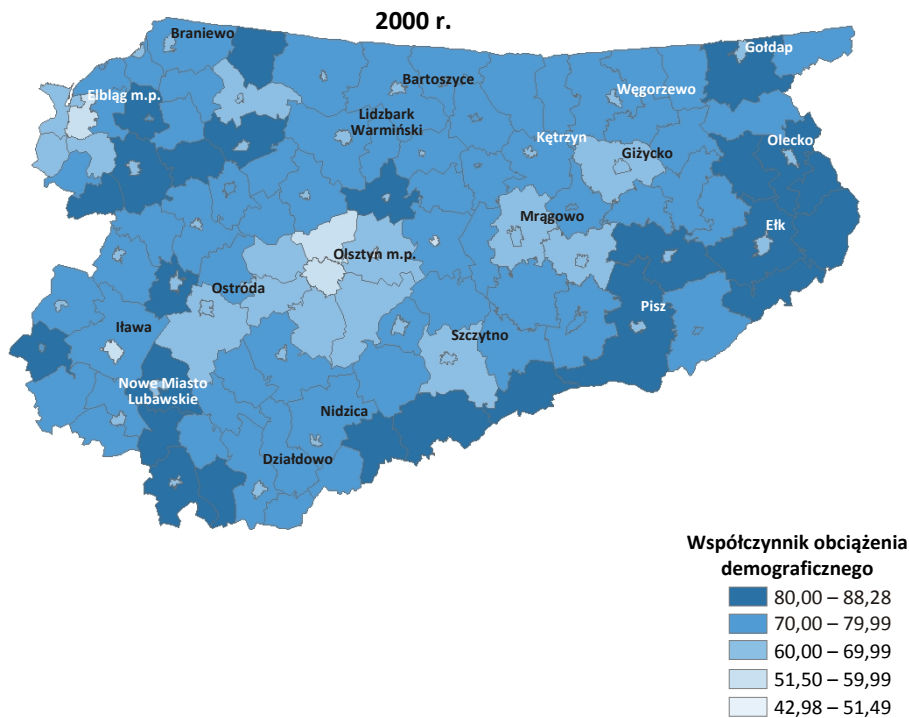 2000 r.
Braniewo
Gołdap
Bartoszyce
Węgorzewo
Elbląg m.p.
Lidzbark
Warmiński
Kętrzyn
Olecko
Giżycko
Mrągowo
Ełk
Olsztyn m.p.
Ostróda
Pisz
Iława
Szczytno
Nowe Miasto
Lubawskie
Nidzica
Działdowo
Współczynnik obciążenia
demograficznego
80,00 – 88,28
70,00 – 79,99
60,00 – 69,99
51,50 – 59,99
42,98 – 51,49